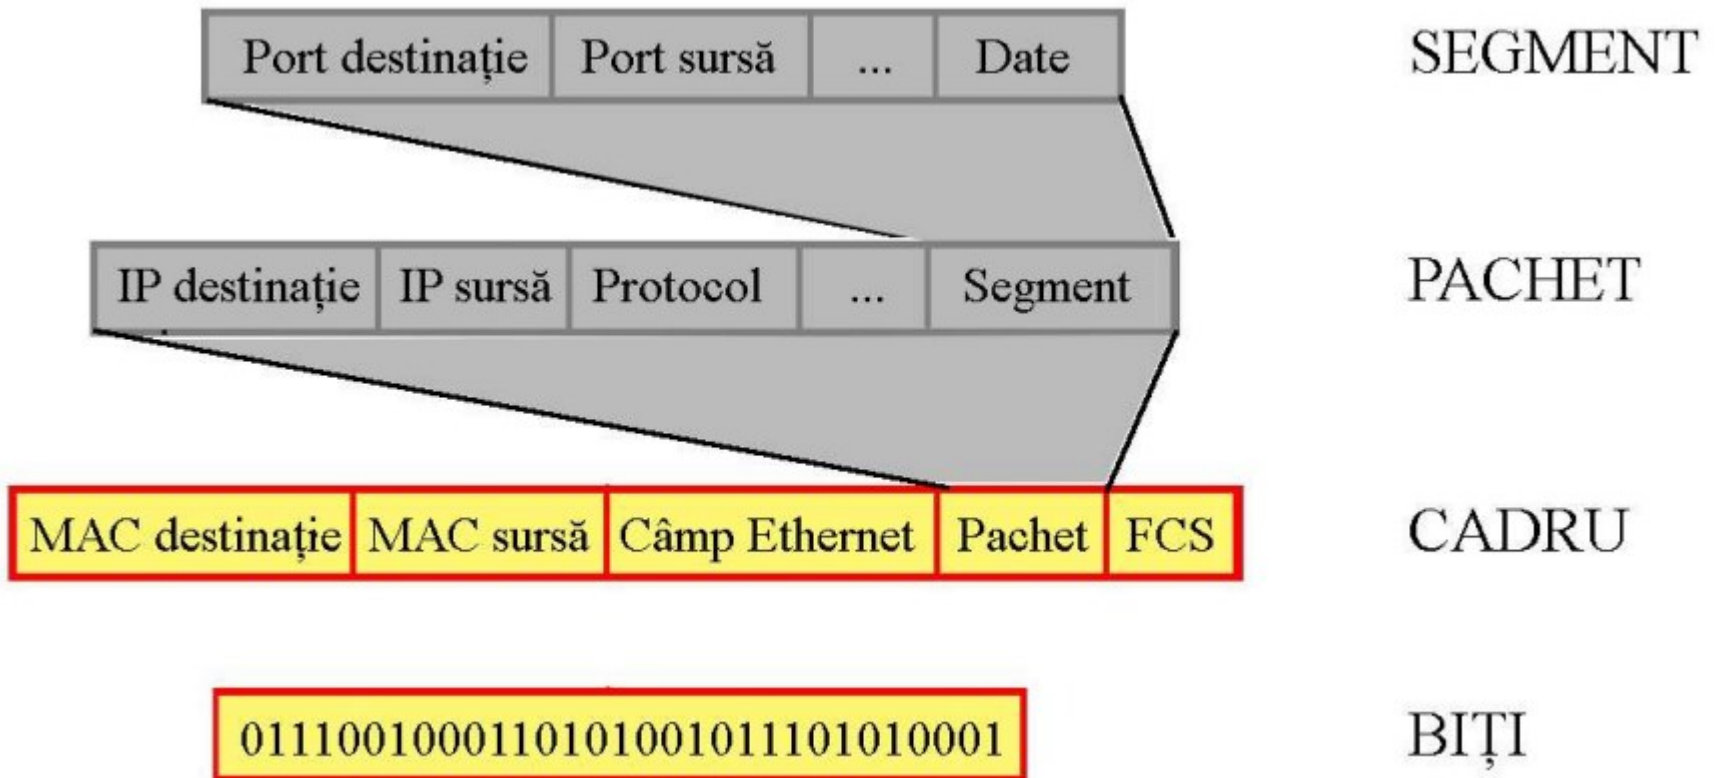 Port destinație Port sursă ... Date SEGMENT
IP destinație IP sursă Protocol ... Segment PACHET
MAC destinație MAC sursă Câmp Ethernet Pachet FCS CADRU
0111001000110101001011101010001 BIȚI